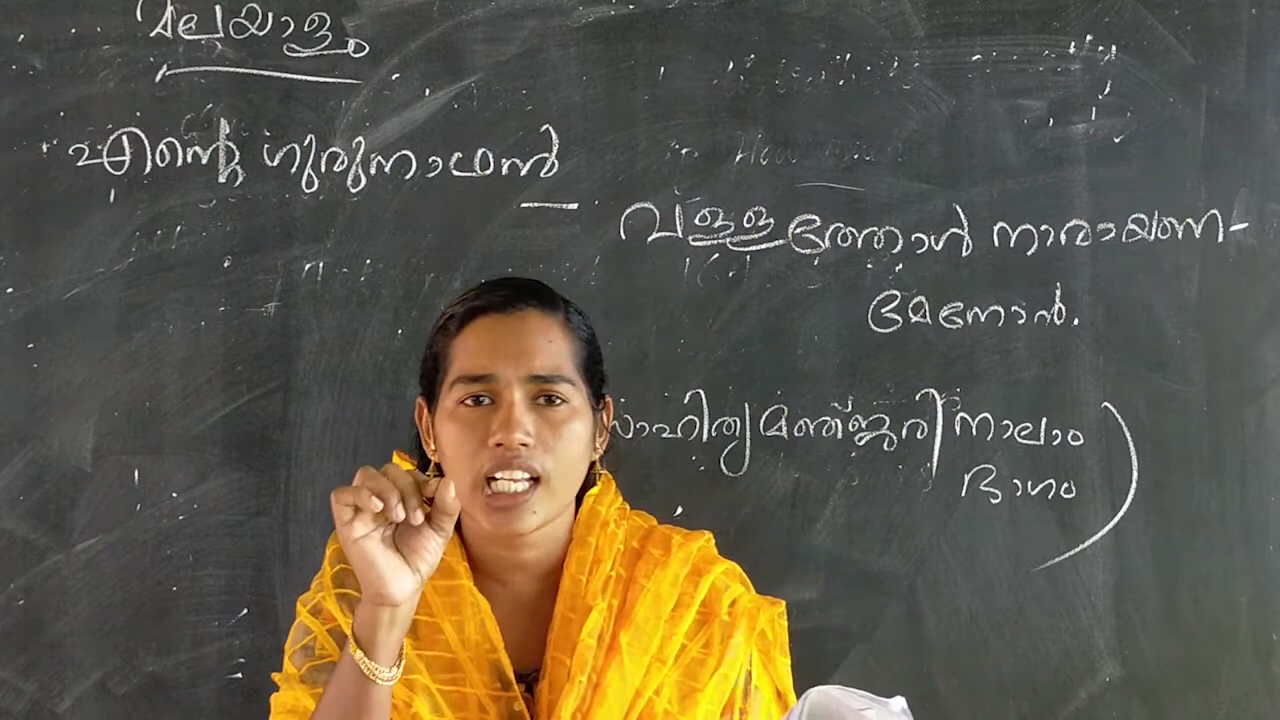 മലയാളം
എന്റെ ഗുരുനാഥൻ
വള്ളത്തോൾ നാരായണ-
മേനോൻ.
സാഹിത്യമഞ്ജരി നാലാം
ഭാഗം)